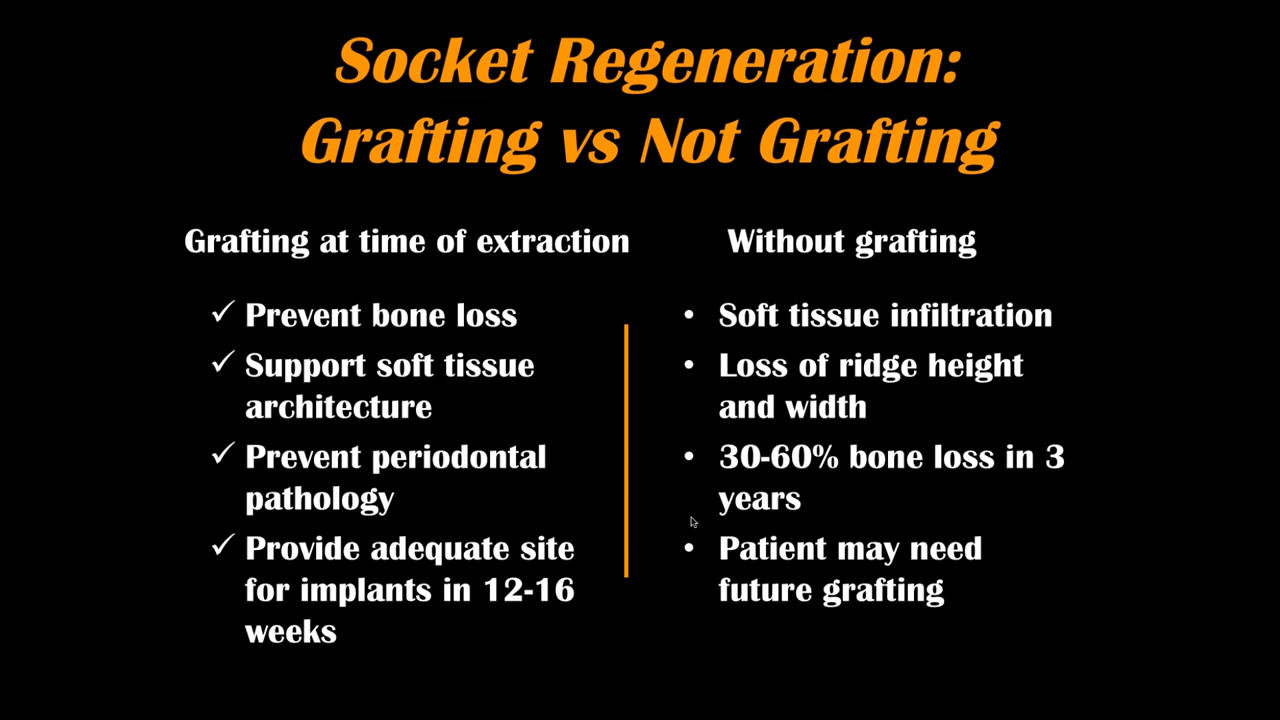 Socket Regeneration:
Grafting vs Not Grafting
Grafting at time of extraction
✓ Prevent bone loss
✓ Support soft tissue
architecture
✓ Prevent periodontal
pathology
✓ Provide adequate site
for implants in 12-16
weeks
Without grafting
• Soft tissue infiltration
• Loss of ridge height
and width
• 30-60% bone loss in 3
years
• Patient may need
future grafting